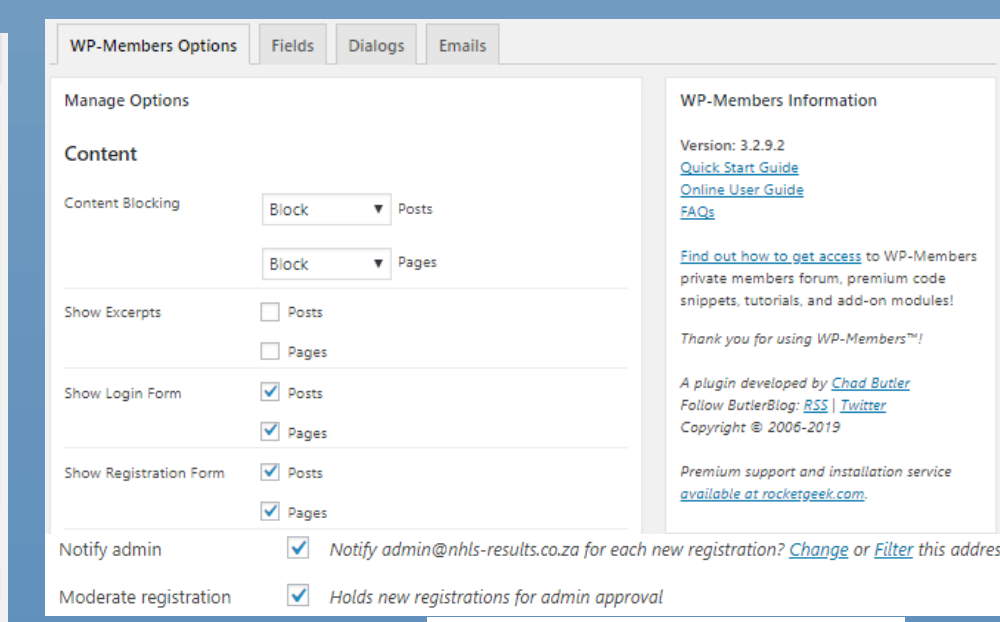 WP-Members Options
Fields
Dialogs
Emails
Manage Options
Content
Content Blocking
Block
Posts
Block
Pages
Show Excerpts
Posts
Pages
Show Login Form
Posts
Pages
Show Registration Form
Posts
Pages
WP-Members Information
Version: 3.2.9.2
Quick Start Guide
Online User Guide
FAQs
Find out how to get access to WP-Members
private members forum, premium code
snippets, tutorials, and add-on modules!
Thank you for using WP-Members™!
A plugin developed by Chad Butler
Follow ButlerBlog: RSS | Twitter
Copyright © 2006-2019
Premium support and installation service
available at rocketgeek.com.
Notify admin
Notify admin@nhls-results.co.za for each new registration? Change or Filter this addres
Moderate registration
Holds new registrations for admin approval